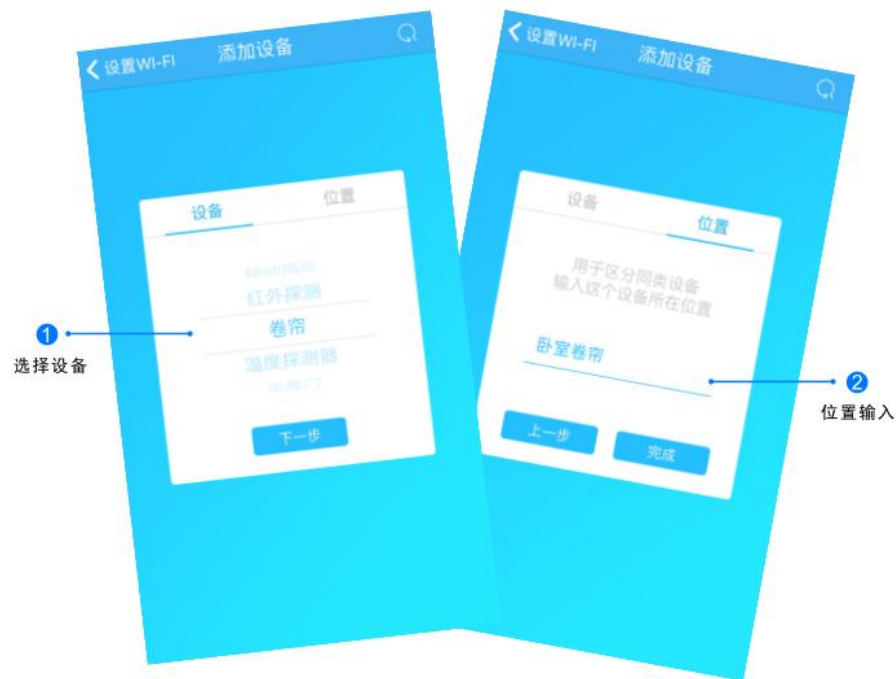 设置WI-FI
添加设备
设备
位置
红外探测
卷帘
温度探测器
下一步
1
选择设备
设置WI-FI
添加设备
设备
位置
用于区分同类设备
输入这个设备所在位置
卧室卷帘
上一步
完成
2
位置输入